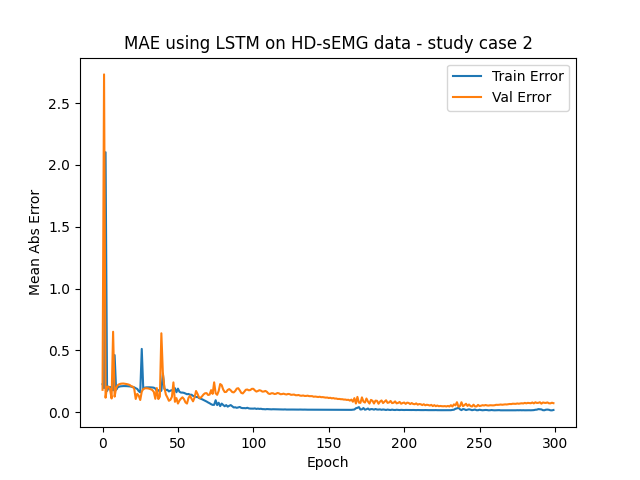 MAE using LSTM on HD-sEMG data - study case 2
Train Error
Val Error
2.5
2.0
1.5
1.0
0.5
0.0
Mean Abs Error
0 50 100 150 200 250 300
Epoch